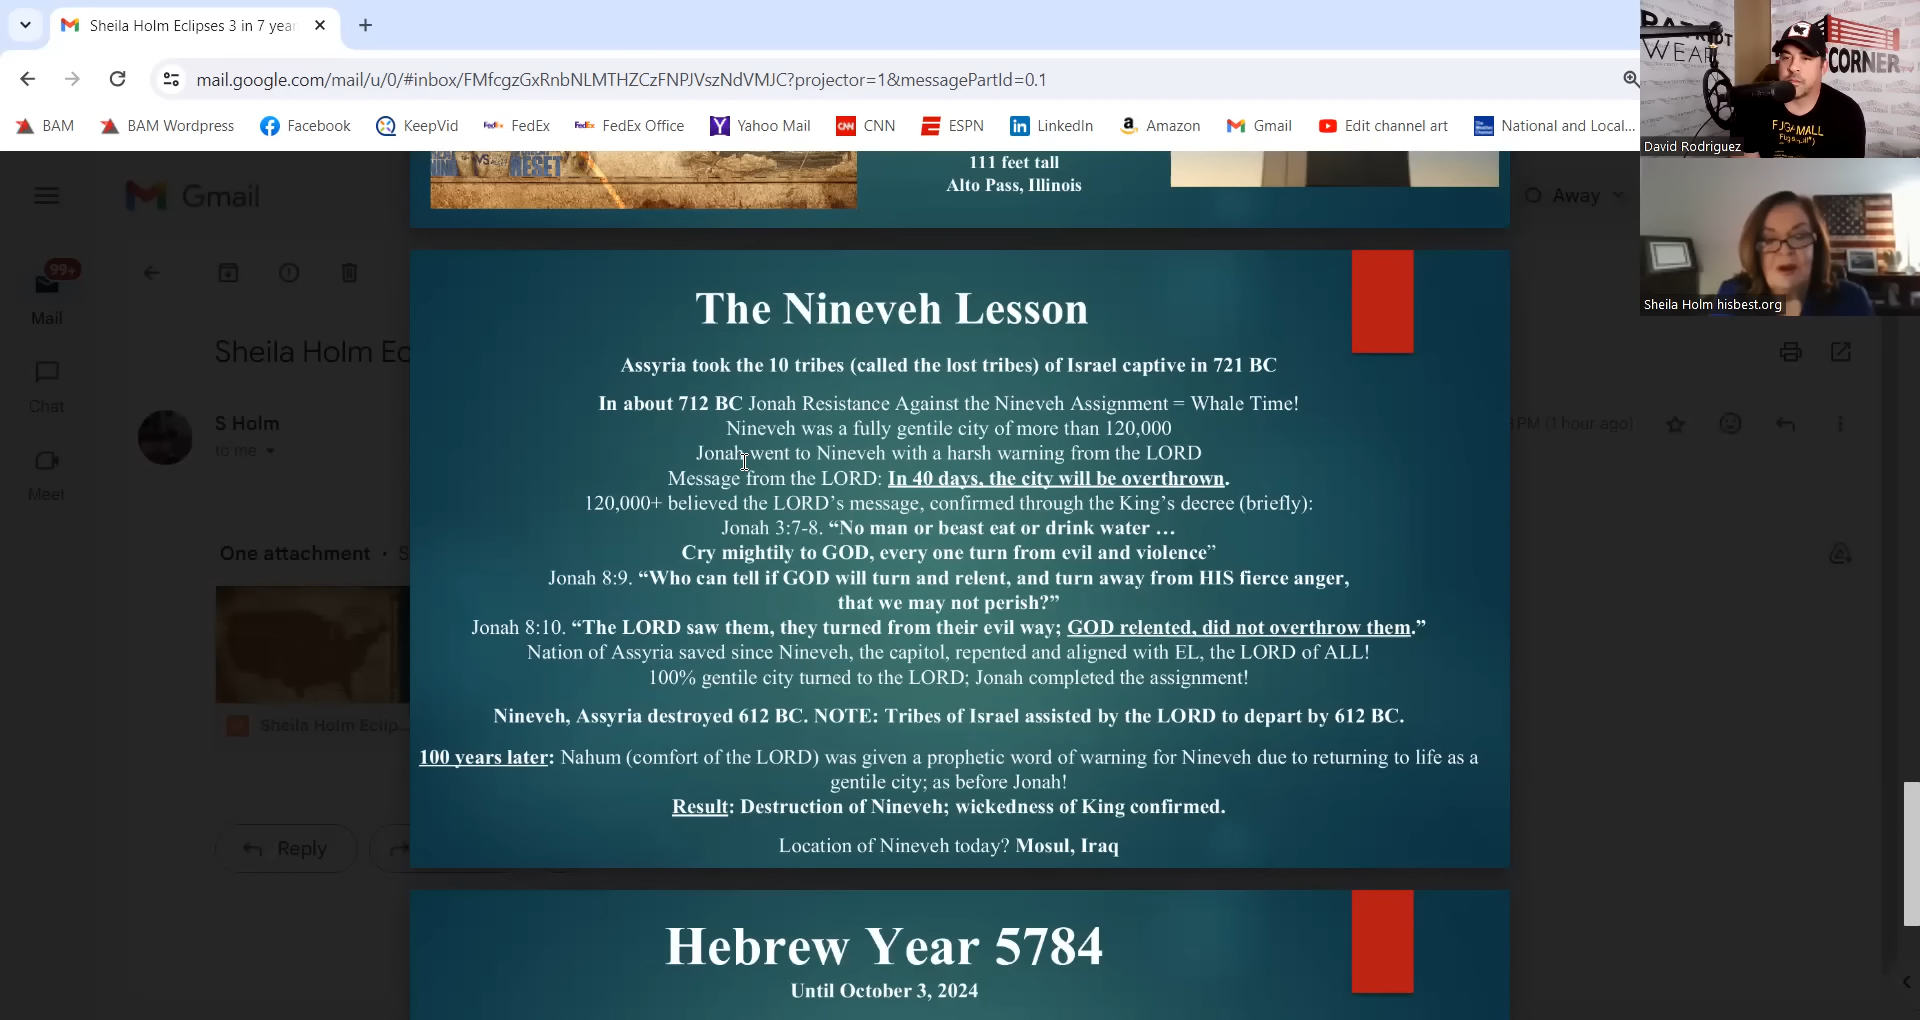 Sheila Holm Eclipses 3 in 7 year
mail.google.com/mail/u/0/#inbox/FMfcgzGxRnbNLMTHZCzFNPJVszNdVMJC?projector=1&messagePartId=0.1
BAM
BAM Wordpress
Facebook
KeepVid
FedEx
FedEx Office
Yahoo Mail
CNN
ESPN
LinkedIn
Amazon
Gmail
Edit channel art
National and Local...
WEAR
CORNER
FUGAMALL
David Rodriguez
Sheila Holm hisbest.org
Gmail
Away
99+
Mail
Chat
Meet
Sheila Holm Ec
S Holm
to me
PM (1 hour ago)
One attachment • S
Sheila Holm Eclip...
Reply
RESET
111 feet tall
Alto Pass, Illinois
The Nineveh Lesson
Assyria took the 10 tribes (called the lost tribes) of Israel captive in 721 BC
In about 712 BC Jonah Resistance Against the Nineveh Assignment = Whale Time!
Nineveh was a fully gentile city of more than 120,000
Jonah went to Nineveh with a harsh warning from the LORD
Message from the LORD: In 40 days, the city will be overthrown.
120,000+ believed the LORD’s message, confirmed through the King’s decree (briefly):
Jonah 3:7-8. “No man or beast eat or drink water …
Cry mightily to GOD, every one turn from evil and violence”
Jonah 8:9. “Who can tell if GOD will turn and relent, and turn away from HIS fierce anger,
that we may not perish?”
Jonah 8:10. “The LORD saw them, they turned from their evil way; GOD relented, did not overthrow them.”
Nation of Assyria saved since Nineveh, the capitol, repented and aligned with EL, the LORD of ALL!
100% gentile city turned to the LORD; Jonah completed the assignment!
Nineveh, Assyria destroyed 612 BC. NOTE: Tribes of Israel assisted by the LORD to depart by 612 BC.
100 years later: Nahum (comfort of the LORD) was given a prophetic word of warning for Nineveh due to returning to life as a
gentile city; as before Jonah!
Result: Destruction of Nineveh; wickedness of King confirmed.
Location of Nineveh today? Mosul, Iraq
Hebrew Year 5784
Until October 3, 2024